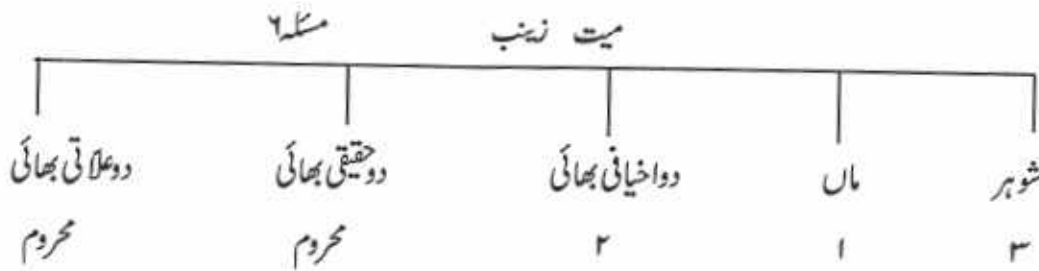 میت زینب مسئلہ ٦
شوہر ماں دواخیافی بھائی دوحقیقی بھائی دوعلاتی بھائی
٣ ١ ٢ محروم محروم